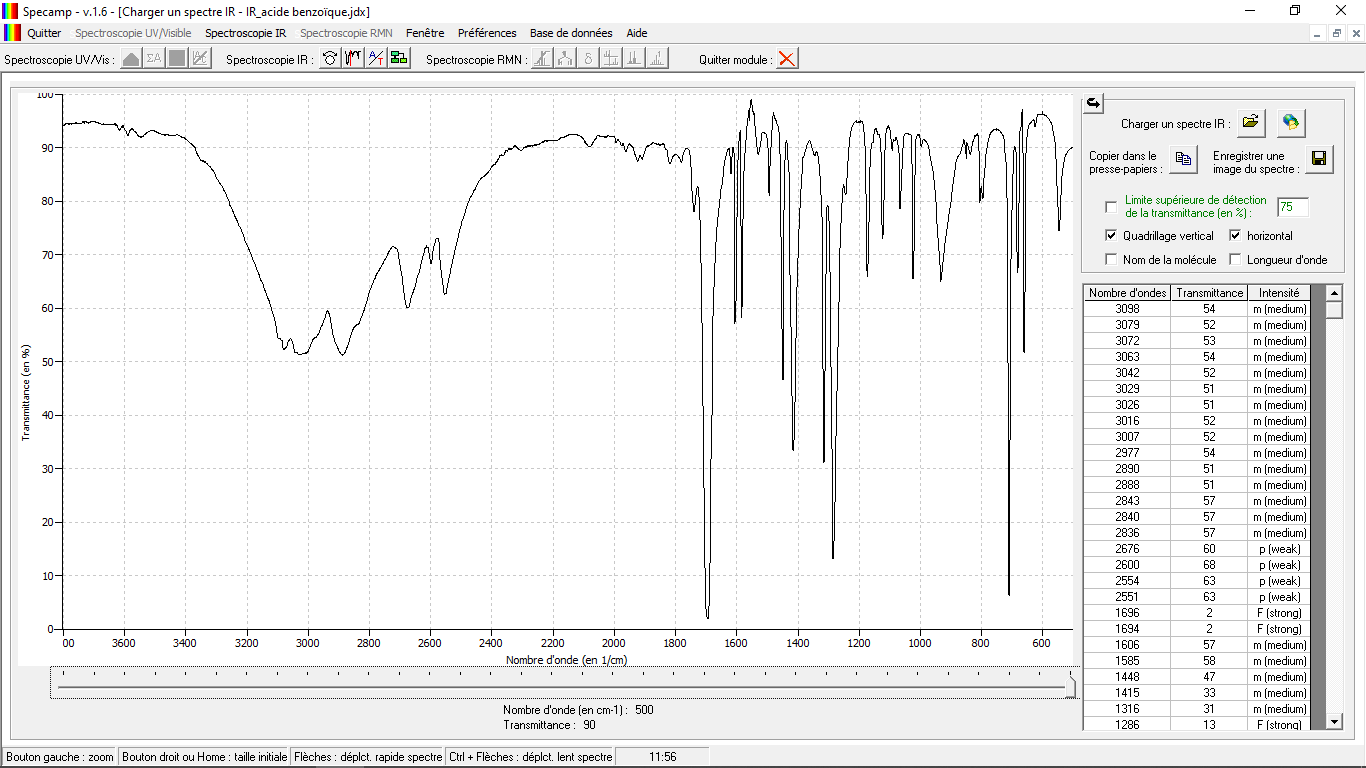 Specamp - v.1.6 - [Charger un spectre IR - IR_acide benzoïque.jdx]
Quitter Spectroscopie UV/Visible Spectroscopie IR Spectroscopie RMN Fenêtre Préférences Base de données Aide
Spectroscopie UV/Vis : ΣA Spectroscopie IR : A/T Spectroscopie RMN : δ Quitter module :
100
90
80
70
60
50
40
30
20
10
0
Transmittance (en %)
00 3600 3400 3200 3000 2800 2600 2400 2200 2000 1800 1600 1400 1200 1000 800 600
Nombre d'onde (en 1/cm)
Nombre d'onde (en cm-1) : 500
Transmittance : 90
Charger un spectre IR :
Copier dans le
presse-papiers :
Enregistrer une
image du spectre :
Limite supérieure de détection
de la transmittance (en %) :
75
Quadrillage vertical horizontal
Nom de la molécule Longueur d'onde
Nombre d'ondes Transmittance Intensité
3098 54 m (medium)
3079 52 m (medium)
3072 53 m (medium)
3063 54 m (medium)
3042 52 m (medium)
3029 51 m (medium)
3026 51 m (medium)
3016 52 m (medium)
3007 52 m (medium)
2977 54 m (medium)
2890 51 m (medium)
2888 51 m (medium)
2843 57 m (medium)
2840 57 m (medium)
2836 57 m (medium)
2676 60 p (weak)
2600 68 p (weak)
2554 63 p (weak)
2551 63 p (weak)
1696 2 F (strong)
1694 2 F (strong)
1606 57 m (medium)
1585 58 m (medium)
1448 47 m (medium)
1415 33 m (medium)
1316 31 m (medium)
1286 13 F (strong)
Bouton gauche : zoom Bouton droit ou Home : taille initiale Flèches : déplct. rapide spectre Ctrl + Flèches : déplct. lent spectre 11:56